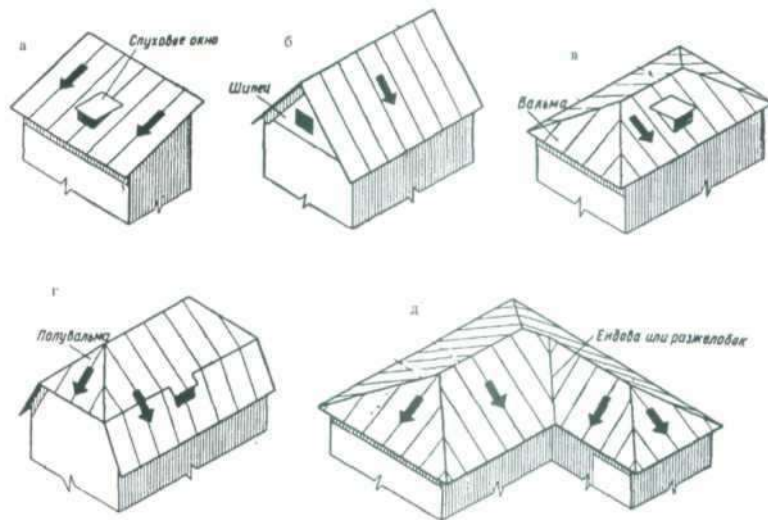 а
Слуховое окно
б
Шипец
в
Вальма
г
Полувальма
д
Ендова или разжелобок